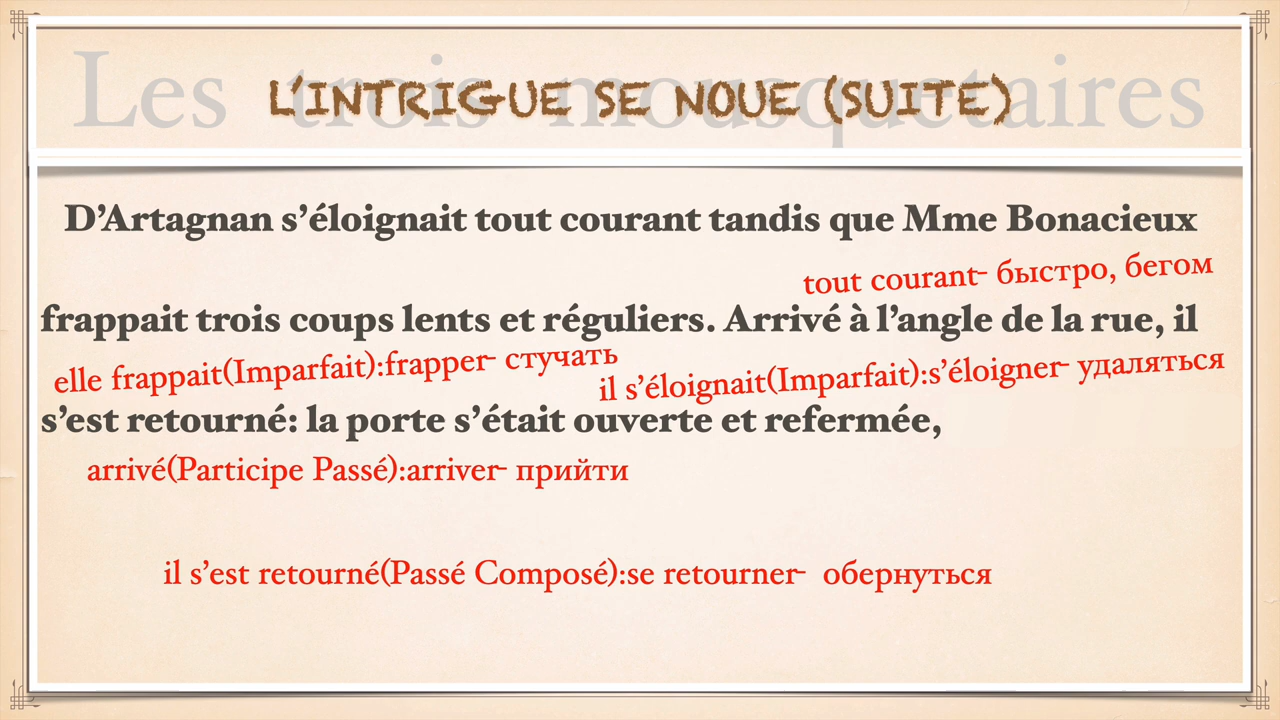 Les trois mousquetaires
L'INTRIGUE SE NOUE (SUITE)
D'Artagnan s'éloignait tout courant tandis que Mme Bonacieux
tout courant- быстро, бегом
frappait trois coups lents et réguliers. Arrivé à l'angle de la rue, il
elle frappait(Imparfait):frapper- стучать
il s'éloignait(Imparfait):s'éloigner- удаляться
s'est retourné: la porte s'était ouverte et refermée,
arrivé(Participe Passé):arriver- прийти
il s'est retourné(Passé Composé):se retourner- обернуться